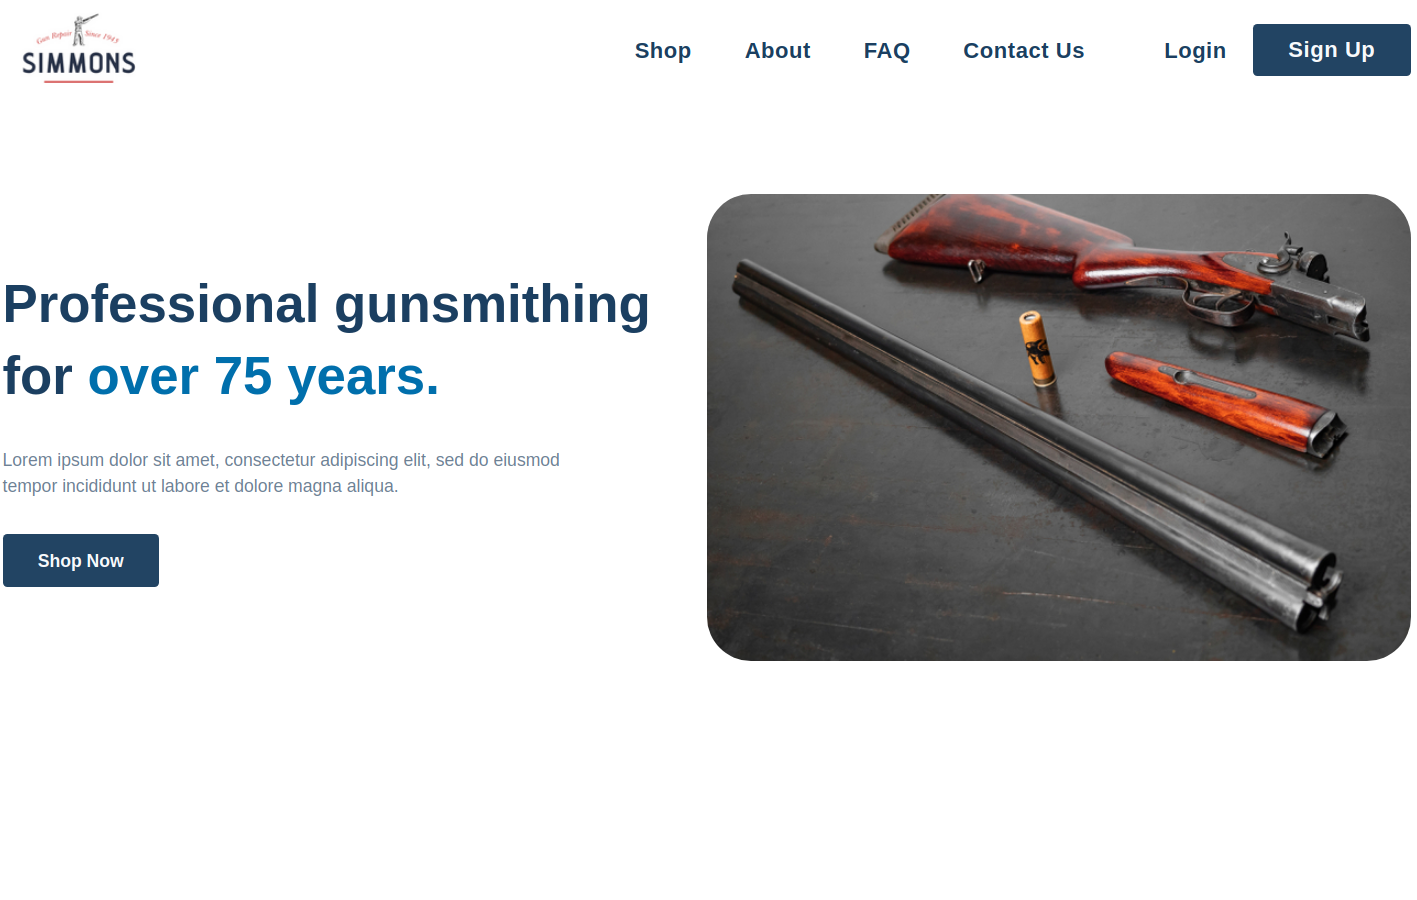 Gun Repair Since 1945
SIMMONS
Shop About FAQ Contact Us Login Sign Up
Professional gunsmithing
for over 75 years.
Lorem ipsum dolor sit amet, consectetur adipiscing elit, sed do eiusmod
tempor incididunt ut labore et dolore magna aliqua.
Shop Now